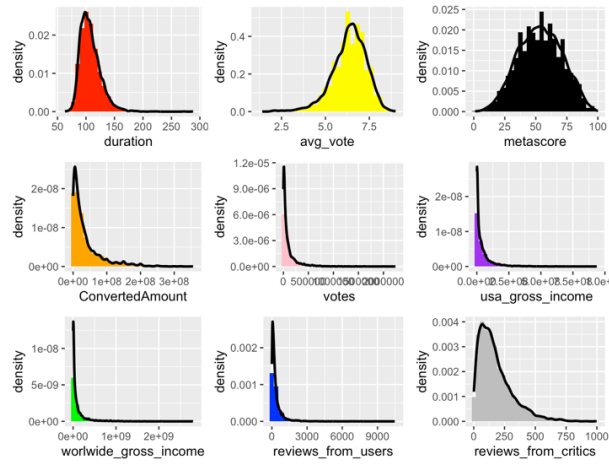 density
0.02
0.01
0.00
50
100
150
200
250
300
duration
density
0.4
0.2
0.0
2.5
5.0
7.5
avg_vote
density
0.025
0.020
0.015
0.010
0.005
0.000
0
25
50
75
100
metascore
density
2e-08
1e-08
0e+00
0e+00
1e+08
2e+08
3e+08
ConvertedAmount
density
1.2e-05
9.0e-06
6.0e-06
3.0e-06
0.0e+00
0
votes
density
2e-08
1e-08
0e+00
usa_gross_income
density
1e-08
5e-09
0e+00
0e+00
1e+09
2e+09
worlwide_gross_income
density
0.002
0.001
0.000
0
3000
6000
9000
reviews_from_users
density
0.004
0.003
0.002
0.001
0.000
0
250
500
750
1000
reviews_from_critics